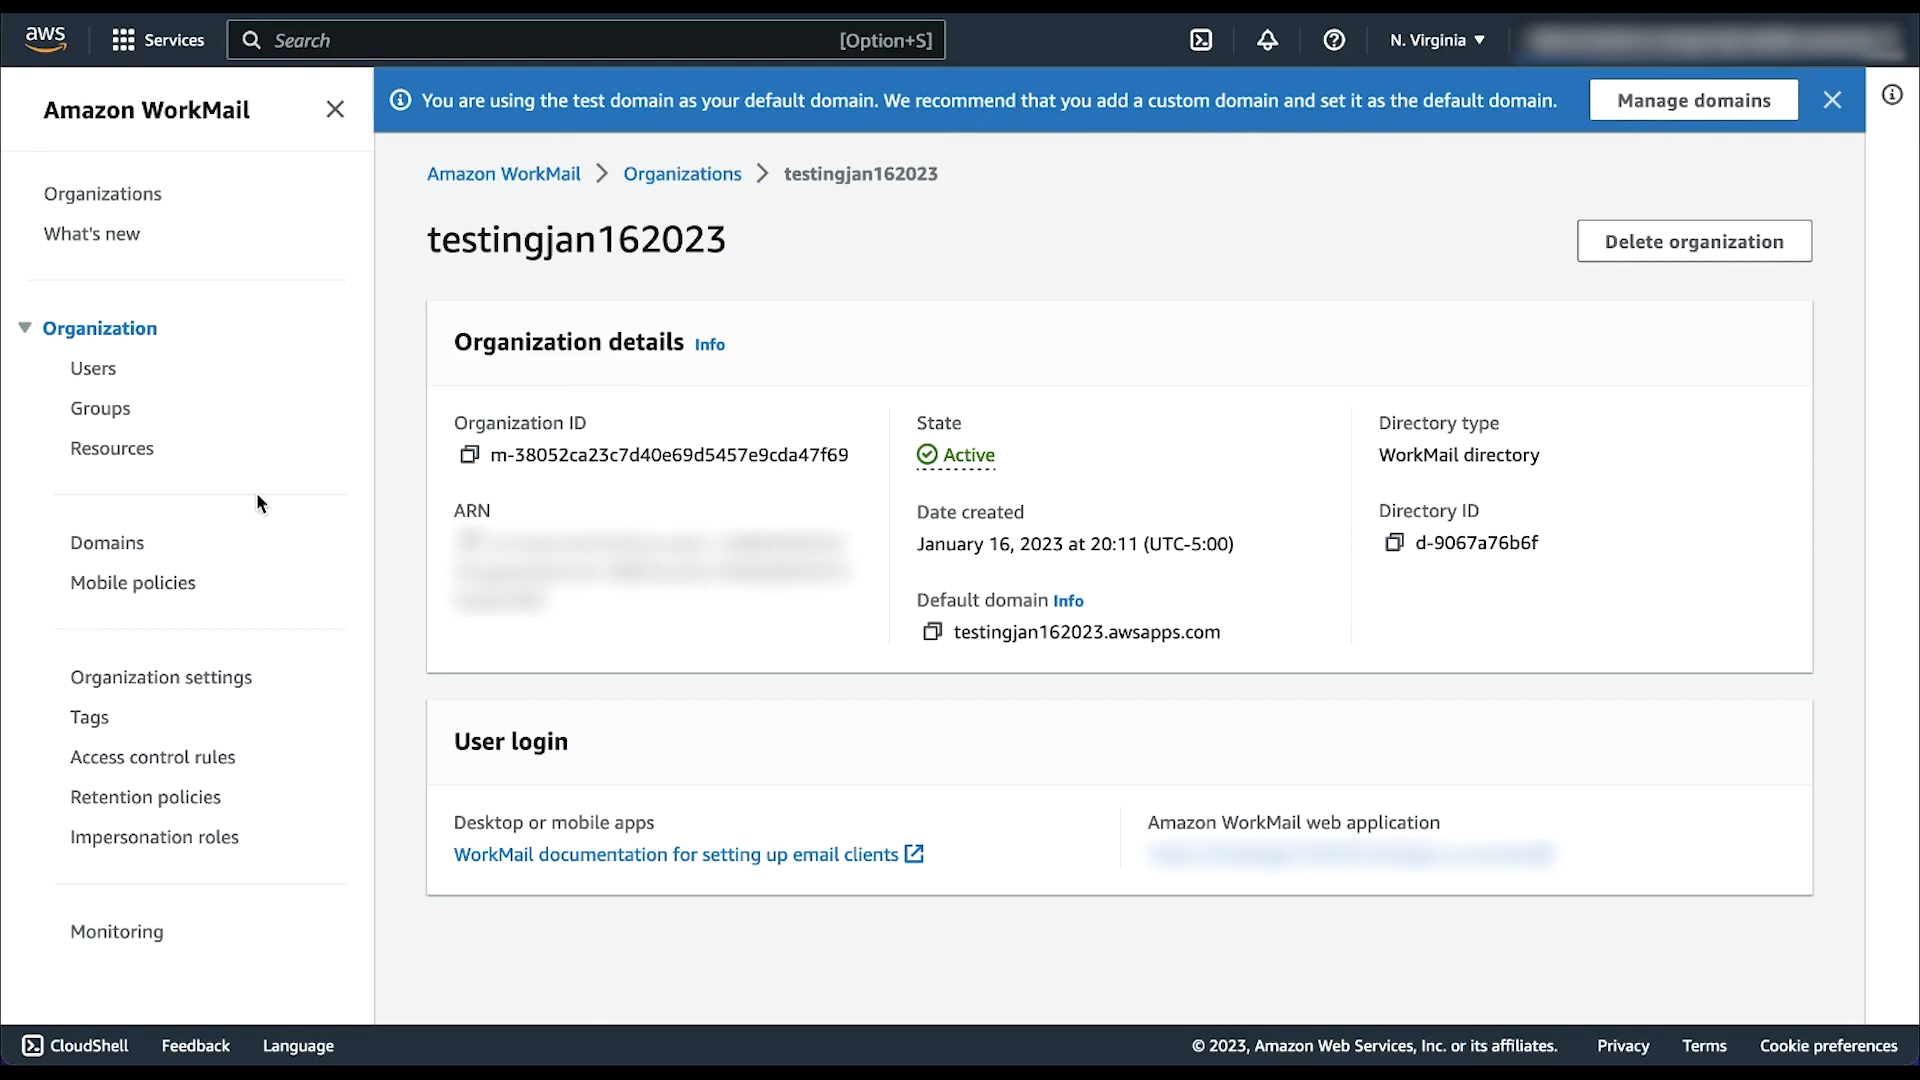 aws
Services
Search
[Option+S]
N. Virginia
Amazon WorkMail
Organizations
What's new
Organization
Users
Groups
Resources
Domains
Mobile policies
Organization settings
Tags
Access control rules
Retention policies
Impersonation roles
Monitoring
You are using the test domain as your default domain. We recommend that you add a custom domain and set it as the default domain.
Manage domains
Amazon WorkMail > Organizations > testingjan162023
testingjan162023
Delete organization
Organization details Info
Organization ID
m-38052ca23c7d40e69d5457e9cda47f69
ARN
State
Active
Date created
January 16, 2023 at 20:11 (UTC-5:00)
Default domain Info
testingjan162023.awsapps.com
Directory type
WorkMail directory
Directory ID
d-9067a76b6f
User login
Desktop or mobile apps
WorkMail documentation for setting up email clients
Amazon WorkMail web application
CloudShell
Feedback
Language
© 2023, Amazon Web Services, Inc. or its affiliates.
Privacy
Terms
Cookie preferences